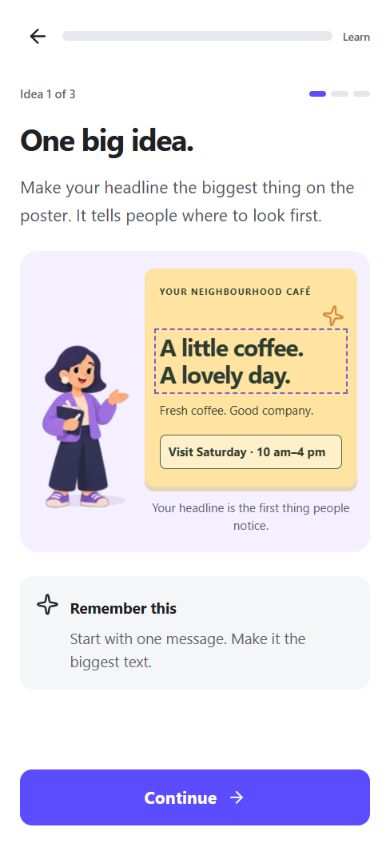 Learn
Idea 1 of 3
One big idea.
Make your headline the biggest thing on the
poster. It tells people where to look first.
YOUR NEIGHBOURHOOD CAFÉ
A little coffee.
A lovely day.
Fresh coffee. Good company.
Visit Saturday · 10 am–4 pm
Your headline is the first thing people
notice.
Remember this
Start with one message. Make it the
biggest text.
Continue